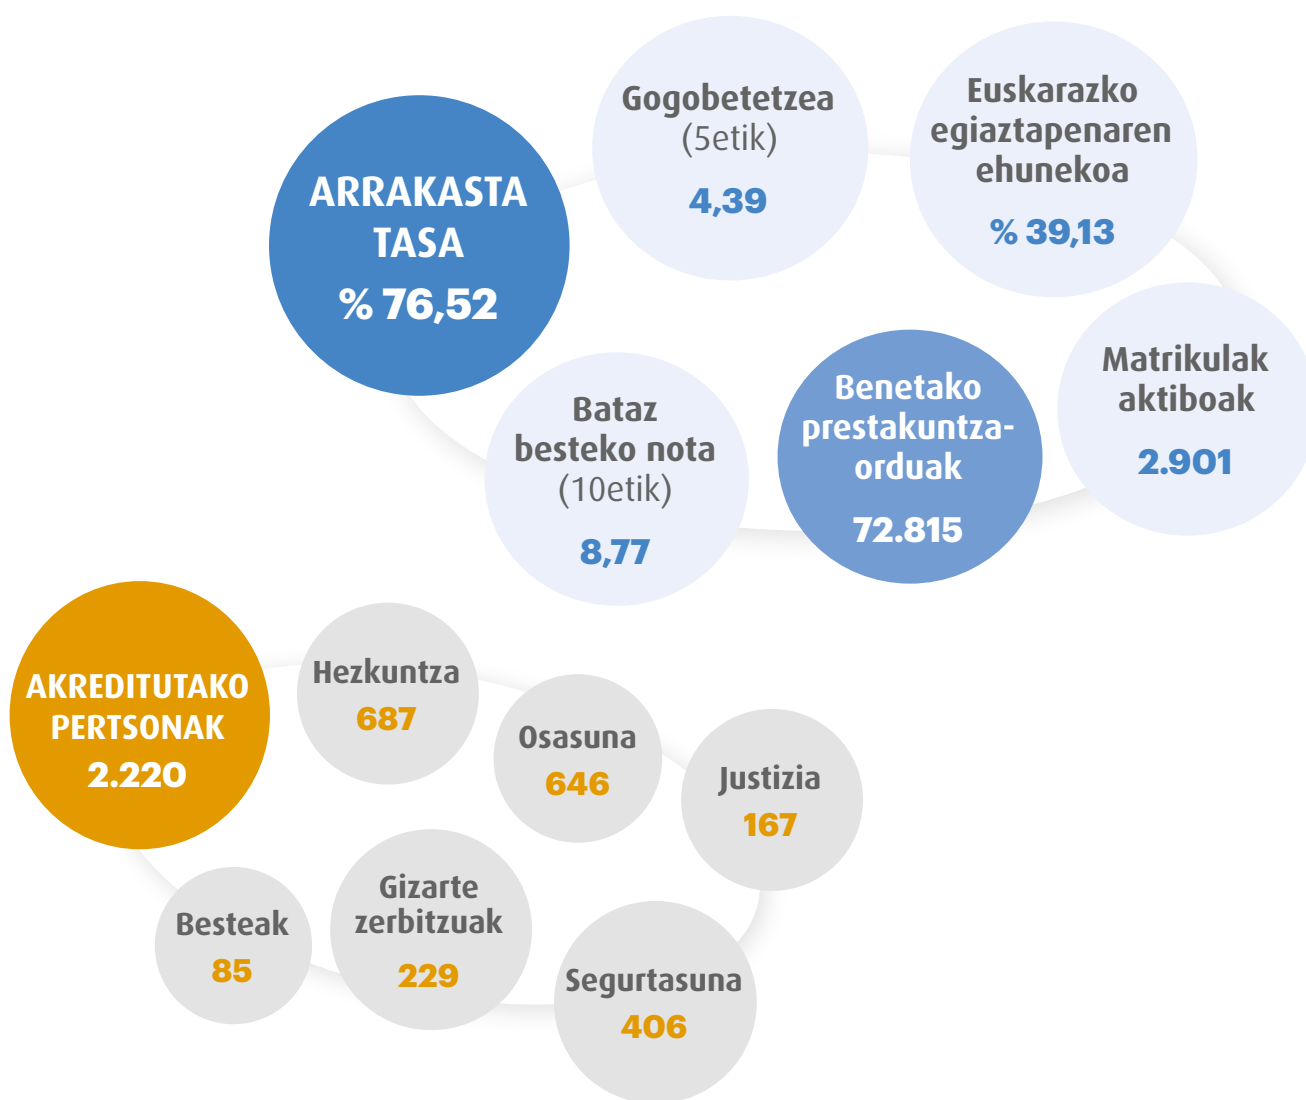 ARRAKASTA
TASA
% 76,52
Gogobetetzea
(5etik)
4,39
Euskarazko
egiaztapenaren
ehunekoa
% 39,13
Matrikulak
aktiboak
2.901
Benetako
prestakuntza-
orduak
72.815
Bataz
besteko nota
(10etik)
8,77
AKREDITUTAKO
PERTSONAK
2.220
Hezkuntza
687
Osasuna
646
Justizia
167
Segurtasuna
406
Gizarte
zerbitzuak
229
Besteak
85